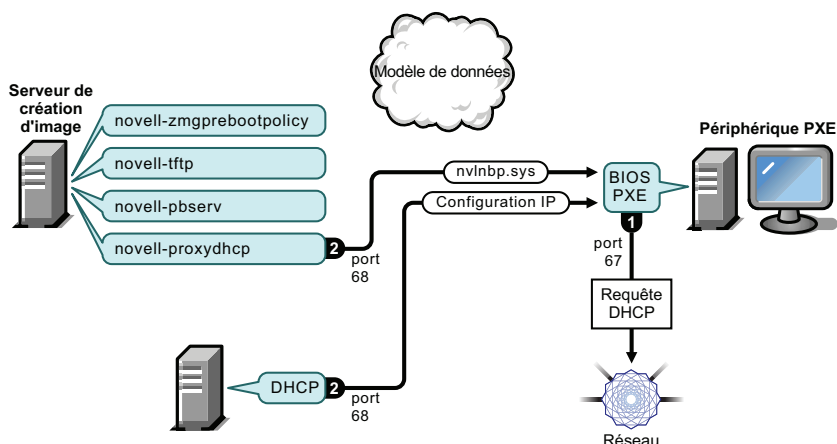 Modèle de données
Serveur de
création
d'image
novell-zmgprebootpolicy
novell-tftp
novell-pbserv
novell-proxydhcp
2
port
68
nvlnbp.sys
Configuration IP
BIOS
PXE
1
port
67
Périphérique PXE
Requête
DHCP
Réseau
DHCP
2
port
68